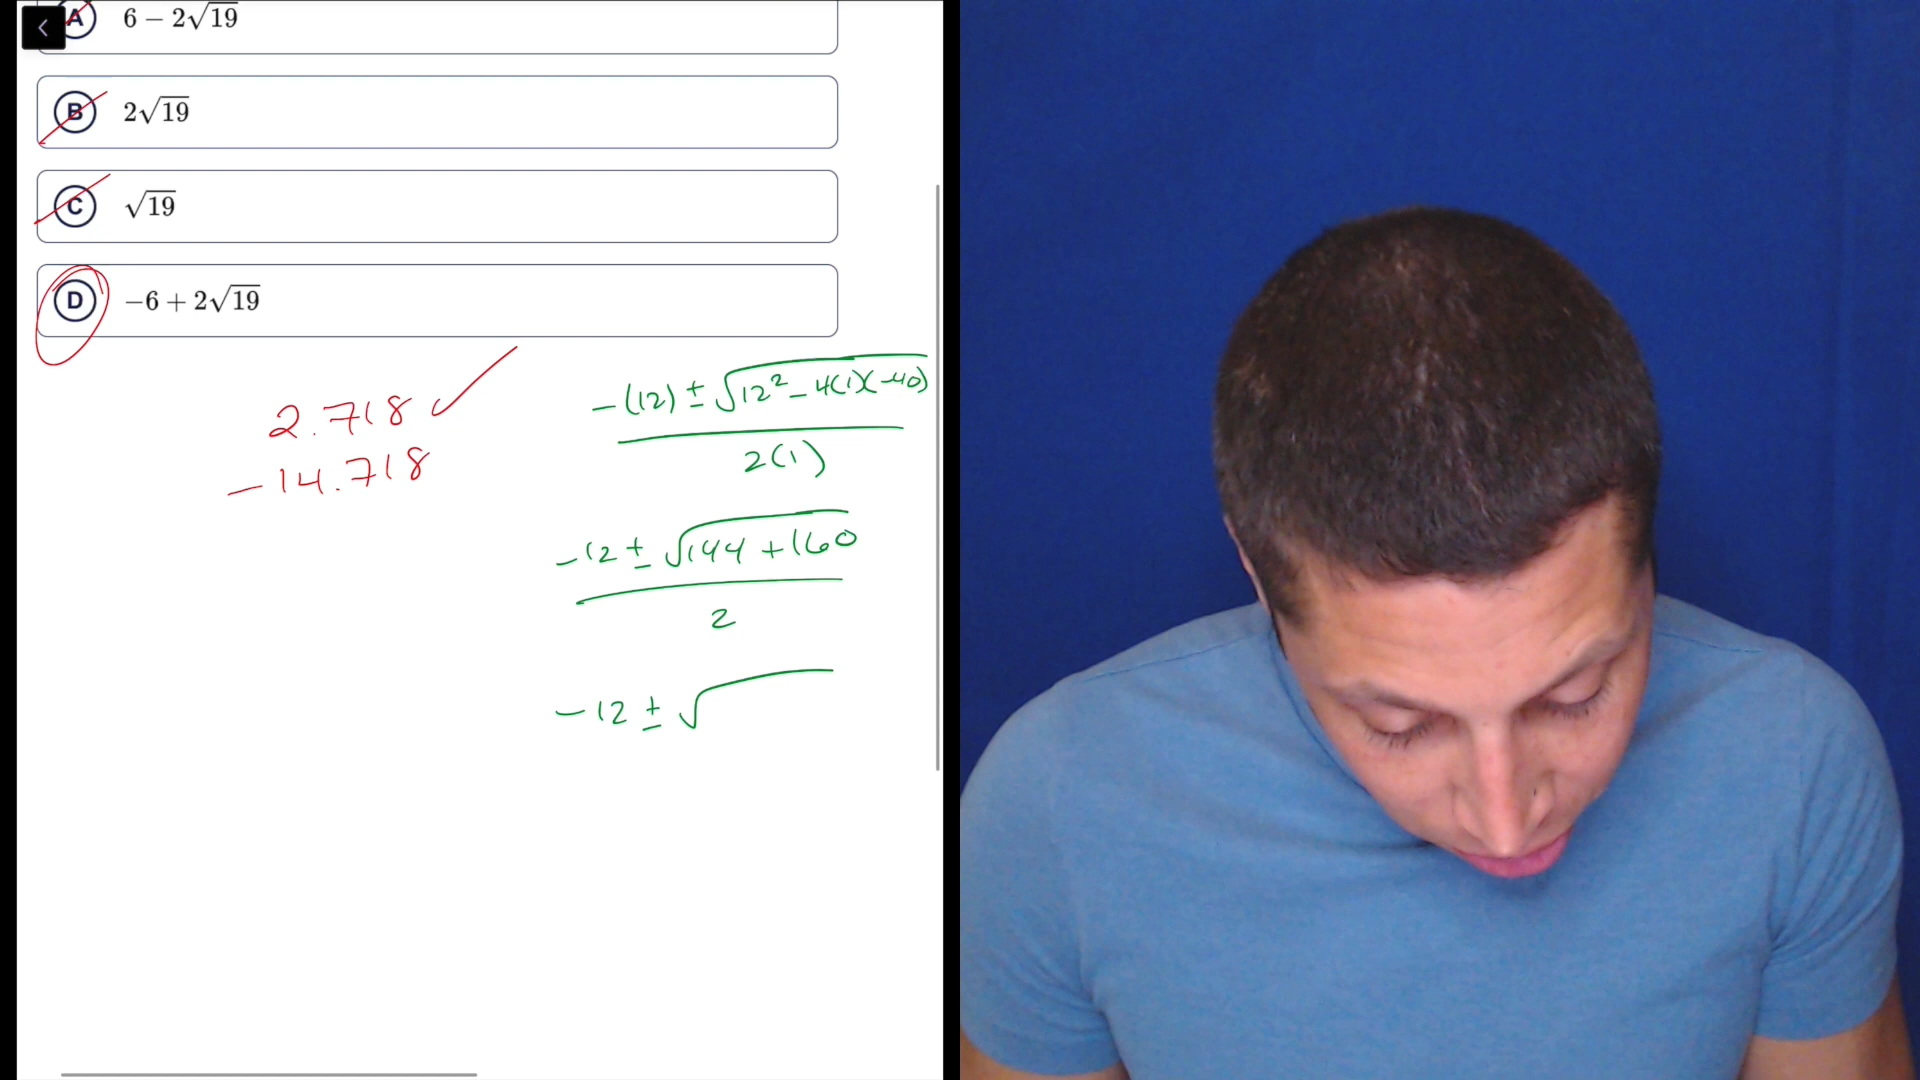 A 6 − 2√19
B 2√19
C √19
D −6 + 2√19
2.718 ✓
−14.718
−(12) ± √12² − 4(1)(−40)
2(1)
−12 ± √144 + 160
2
−12 ± √